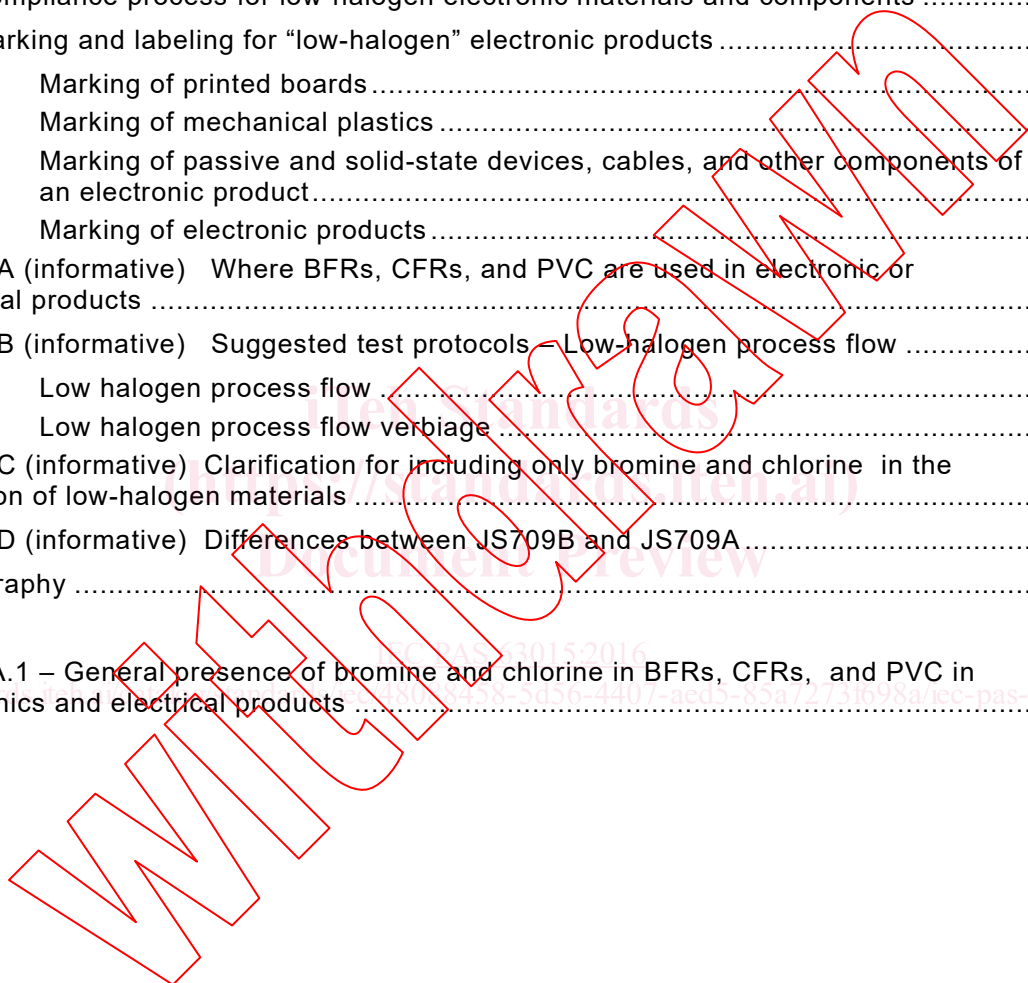 ompliance process for low-halogen electronic materials and components ....................
arking and labeling for “low-halogen” electronic products .....................................
Marking of printed boards ...............................................................................
Marking of mechanical plastics .......................................................................
Marking of passive and solid-state devices, cables, and other components of
an electronic product ......................................................................................
Marking of electronic products ........................................................................
A (informative) Where BFRs, CFRs, and PVC are used in electronic or
al products .........................................................................................................
B (informative) Suggested test protocols – Low-halogen process flow ...............
Low halogen process flow ..............................................................................
iTeh Standards
Low halogen process flow verbiage ................................................................
C (informative) Clarification for including only bromine and chlorine in the
(https://standards.iteh.ai)
on of low-halogen materials ................................................................................
D (informative) Differences between JS709B and JS709A ..................................
Document Preview
raphy ..................................................................................................................
IEC PAS 63015:2016
A.1 – General presence of bromine and chlorine in BFRs, CFRs, and PVC in
nics and electrical products .................................................................................
withdrawn